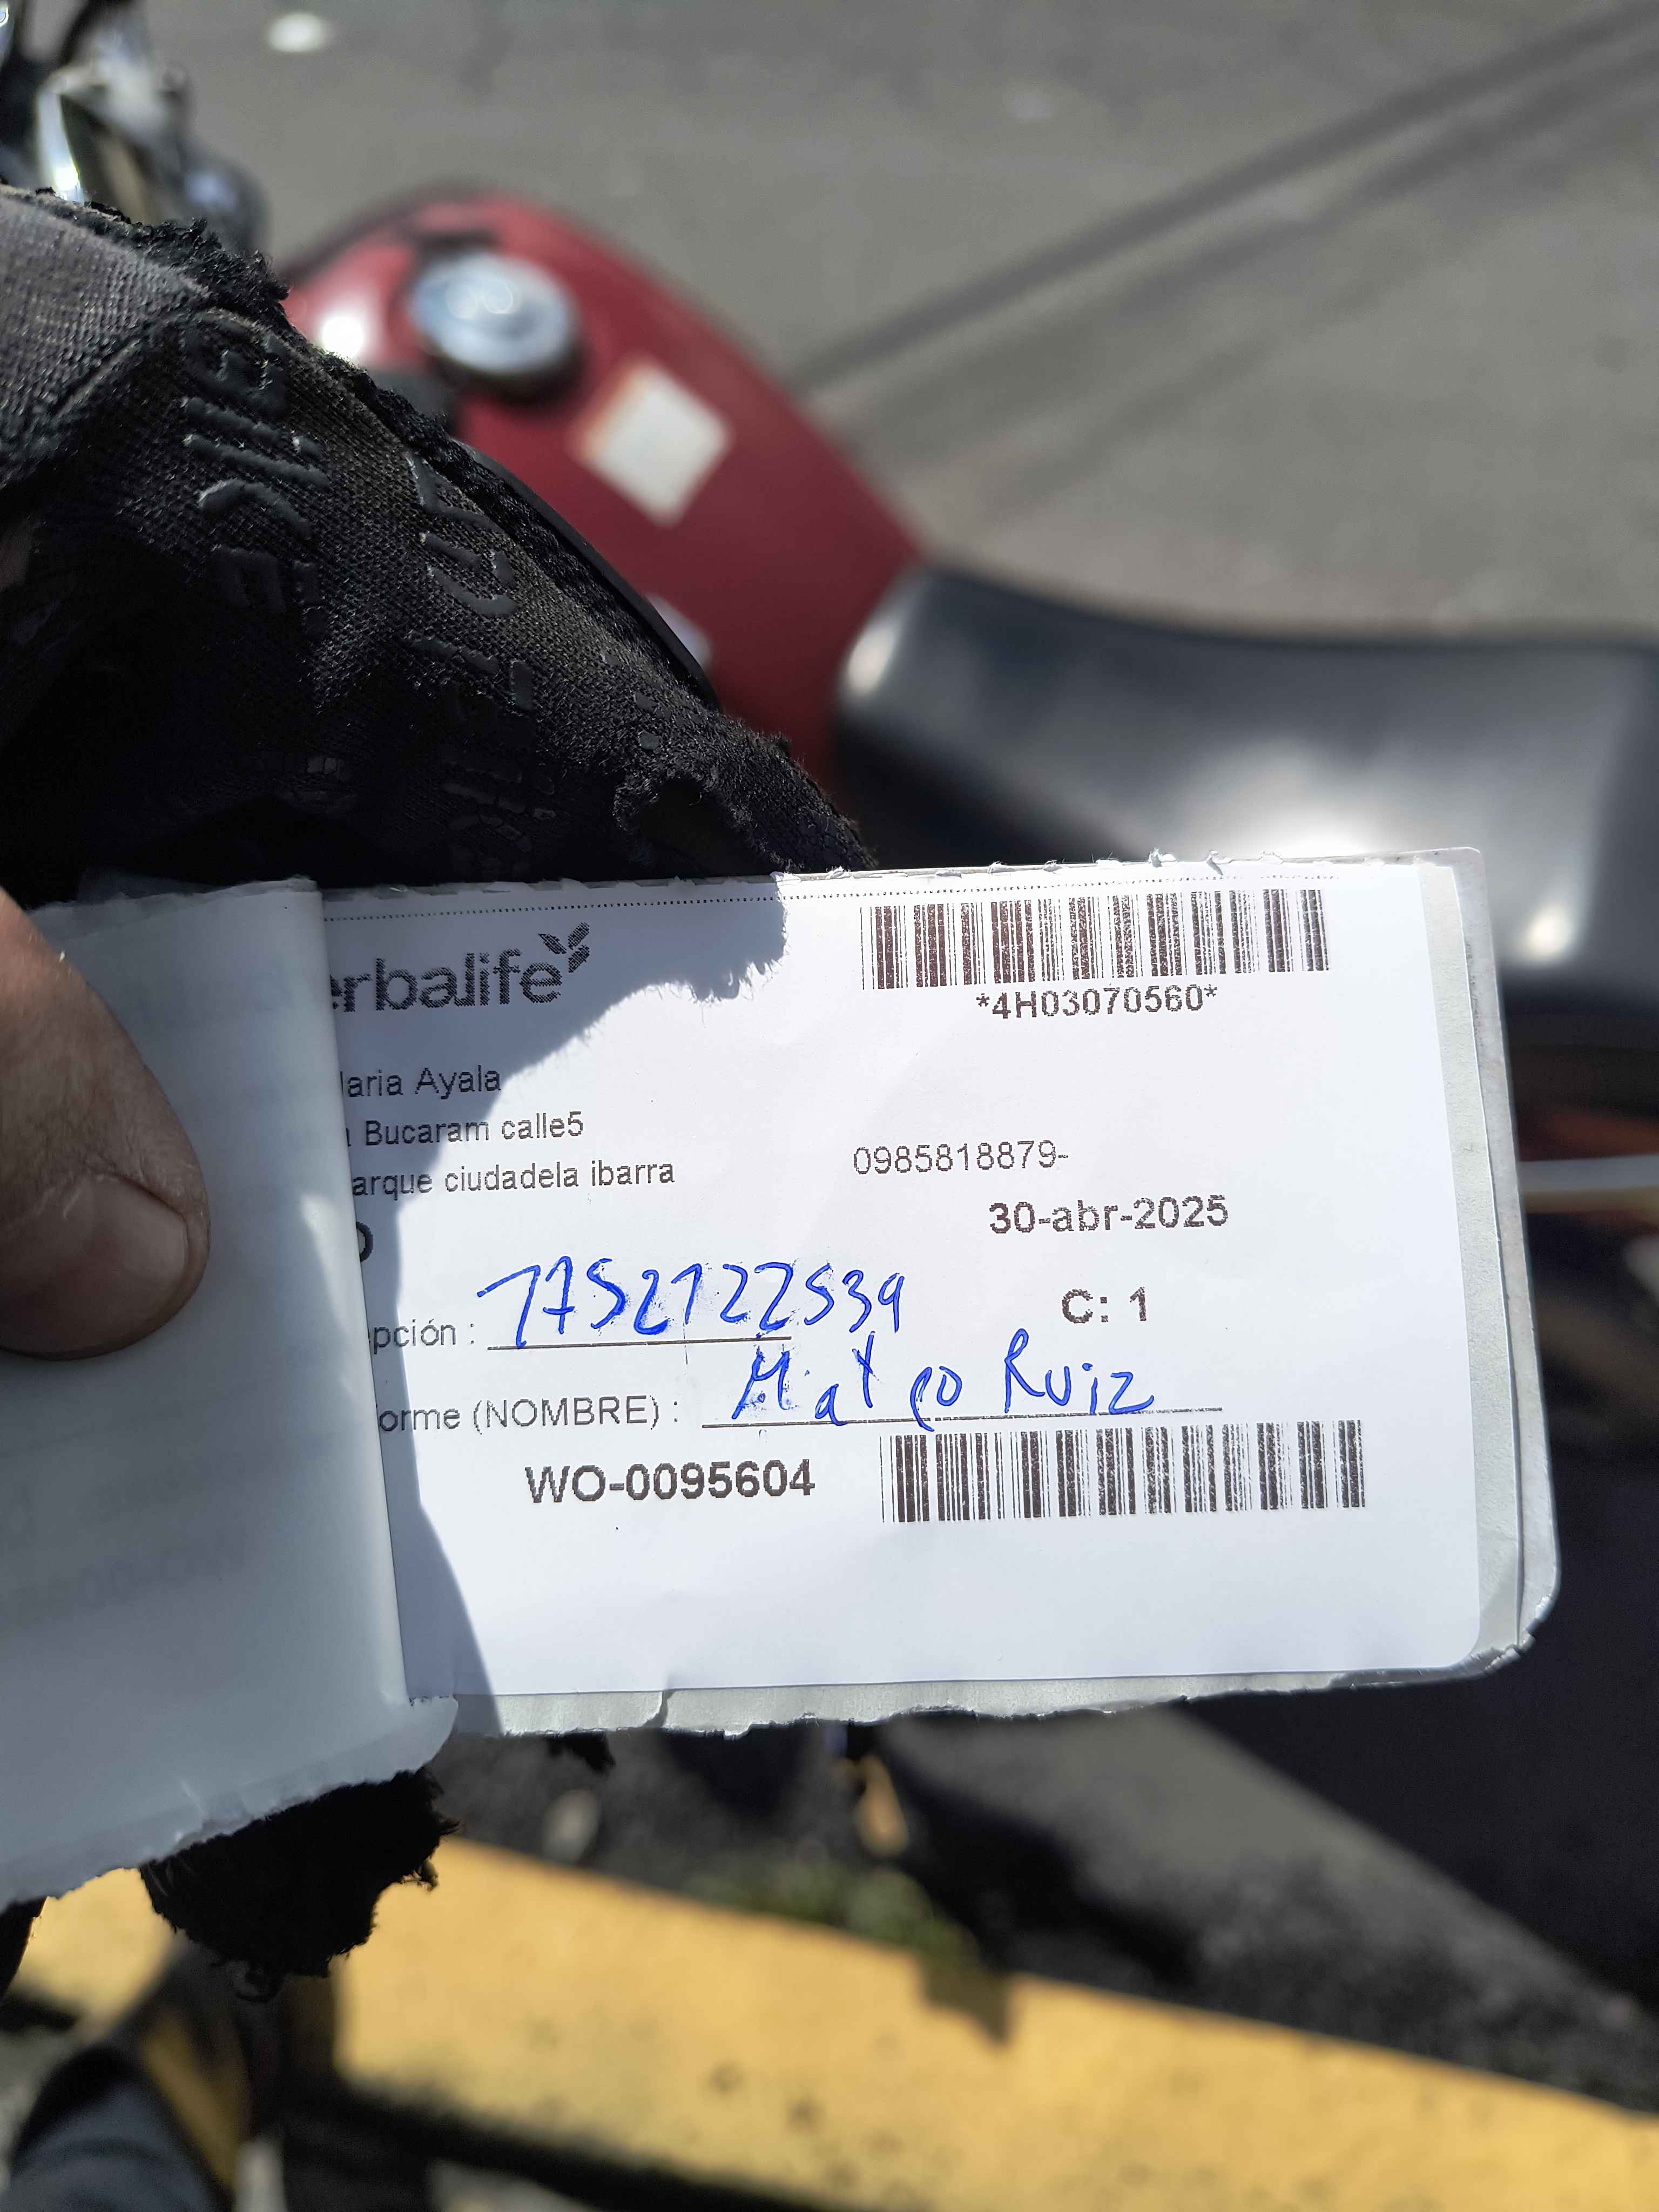 erbalife
*4H03070560*
laria Ayala
Bucaram calle5
arque ciudadela ibarra
0985818879-
30-abr-2025
pción : 1752122539
C: 1
orme (NOMBRE) : Mateo Ruiz
WO-0095604